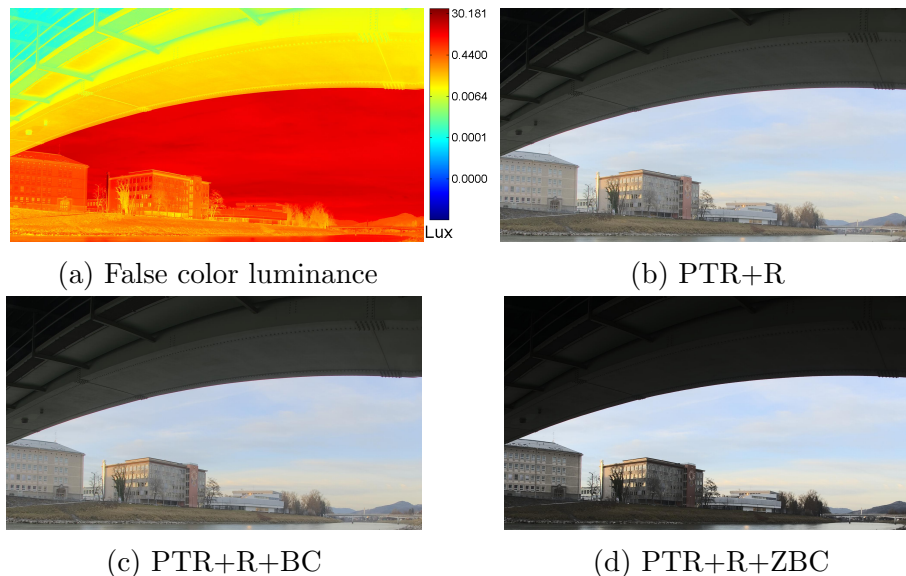 30.181
0.4400
0.0064
0.0001
0.0000
Lux
(a) False color luminance
(b) PTR+R
(c) PTR+R+BC
(d) PTR+R+ZBC